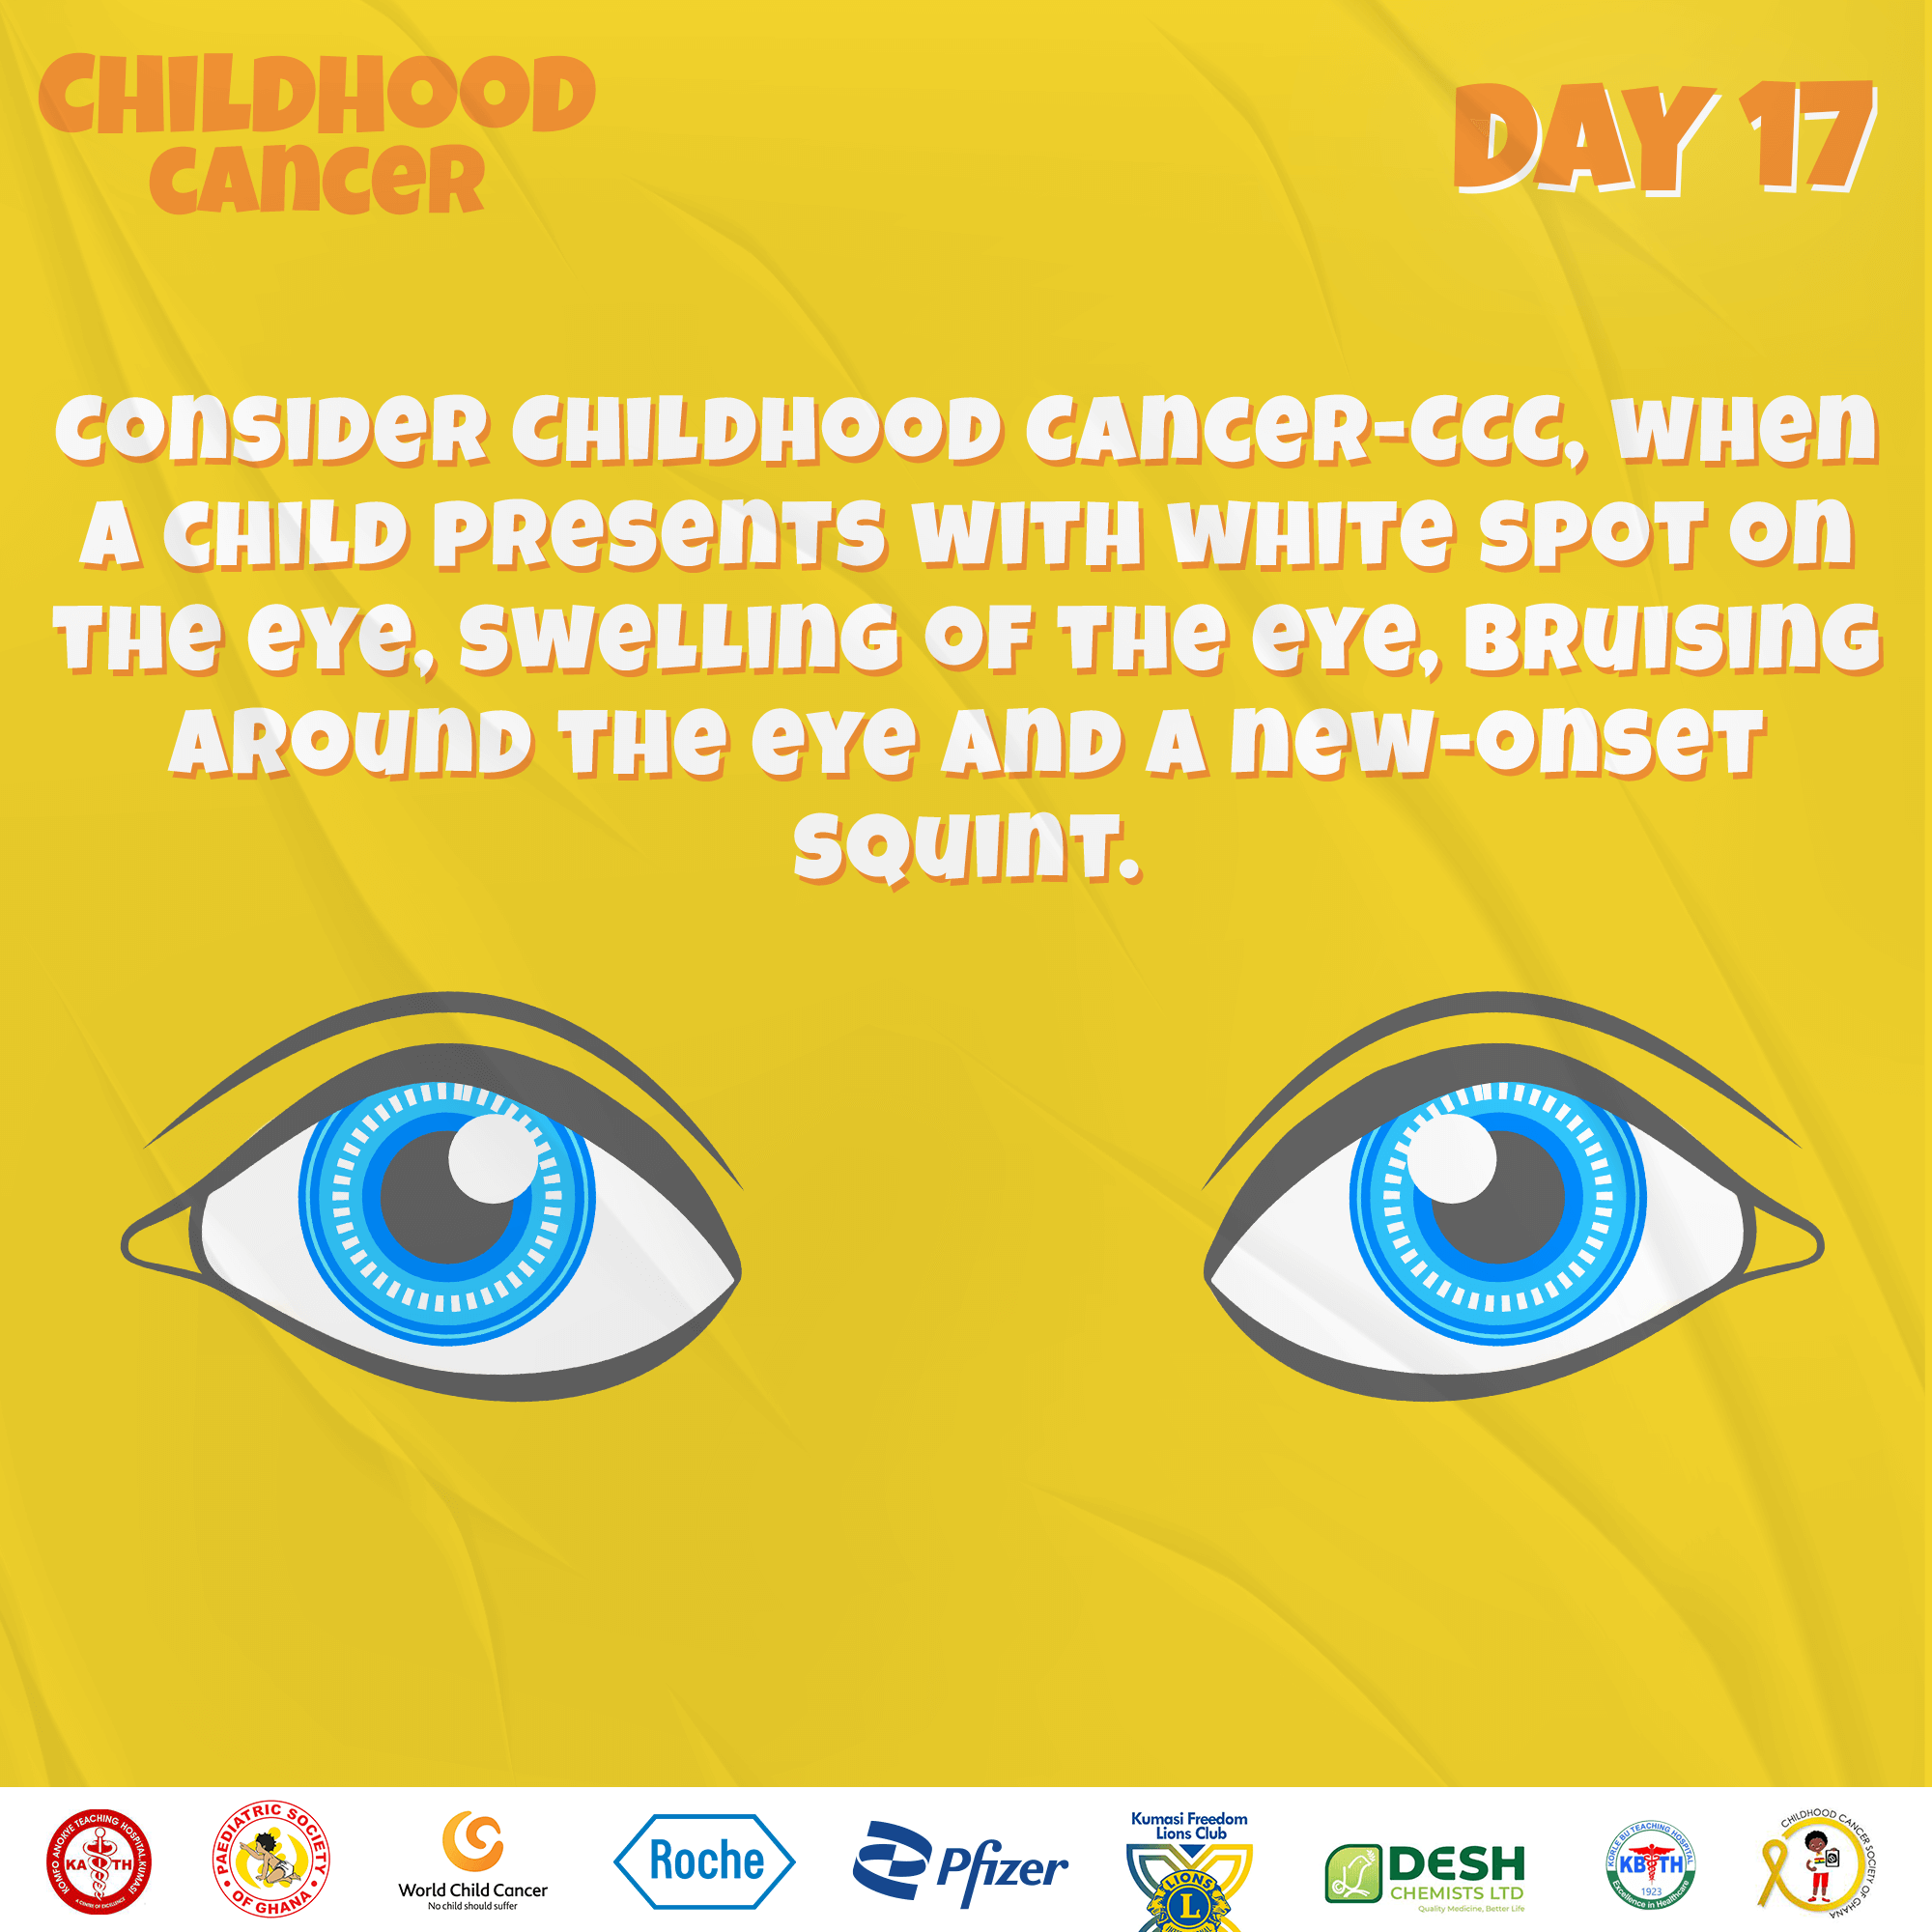 CHILDHOOD
CANCER
DAY 17
CONSIDER CHILDHOOD CANCER-CCC, WHEN
A CHILD PRESENTS WITH WHITE SPOT ON
THE EYE, SWELLING OF THE EYE, BRUISING
AROUND THE EYE AND A NEW-ONSET
SQUINT.
KOMFO ANOKYE TEACHING HOSPITAL, KUMASI
KATH
A CENTRE OF EXCELLENCE
PAEDIATRIC SOCIETY
OF GHANA
World Child Cancer
No child should suffer
Roche
Pfizer
Kumasi Freedom
Lions Club
LIONS
L
DESH
CHEMISTS LTD
Quality Medicine, Better Life
KORLE BU TEACHING HOSPITAL
KBTH
1923
Excellence in Healthcare
CHILDHOOD CANCER SOCIETY OF GHANA